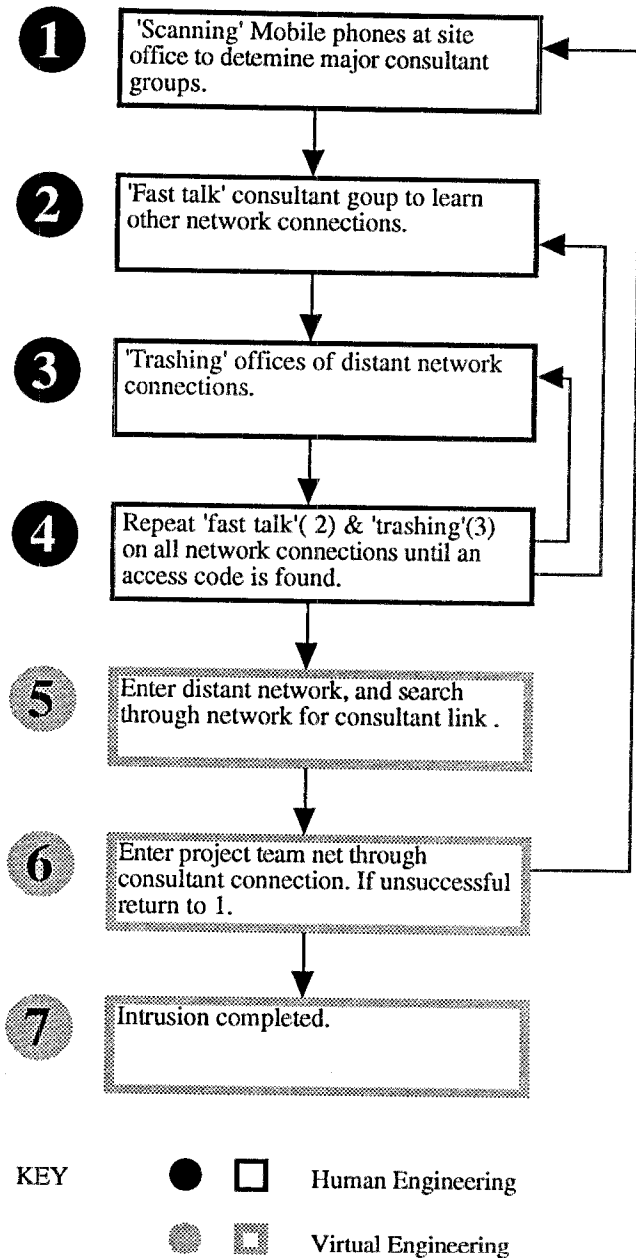 1
'Scanning' Mobile phones at site
office to detemine major consultant
groups.
2
'Fast talk' consultant goup to learn
other network connections.
3
'Trashing' offices of distant network
connections.
4
Repeat 'fast talk'( 2) & 'trashing'(3)
on all network connections until an
access code is found.
5
Enter distant network, and search
through network for consultant link .
6
Enter project team net through
consultant connection. If unsuccessful
return to 1.
7
Intrusion completed.
KEY
Human Engineering
Virtual Engineering